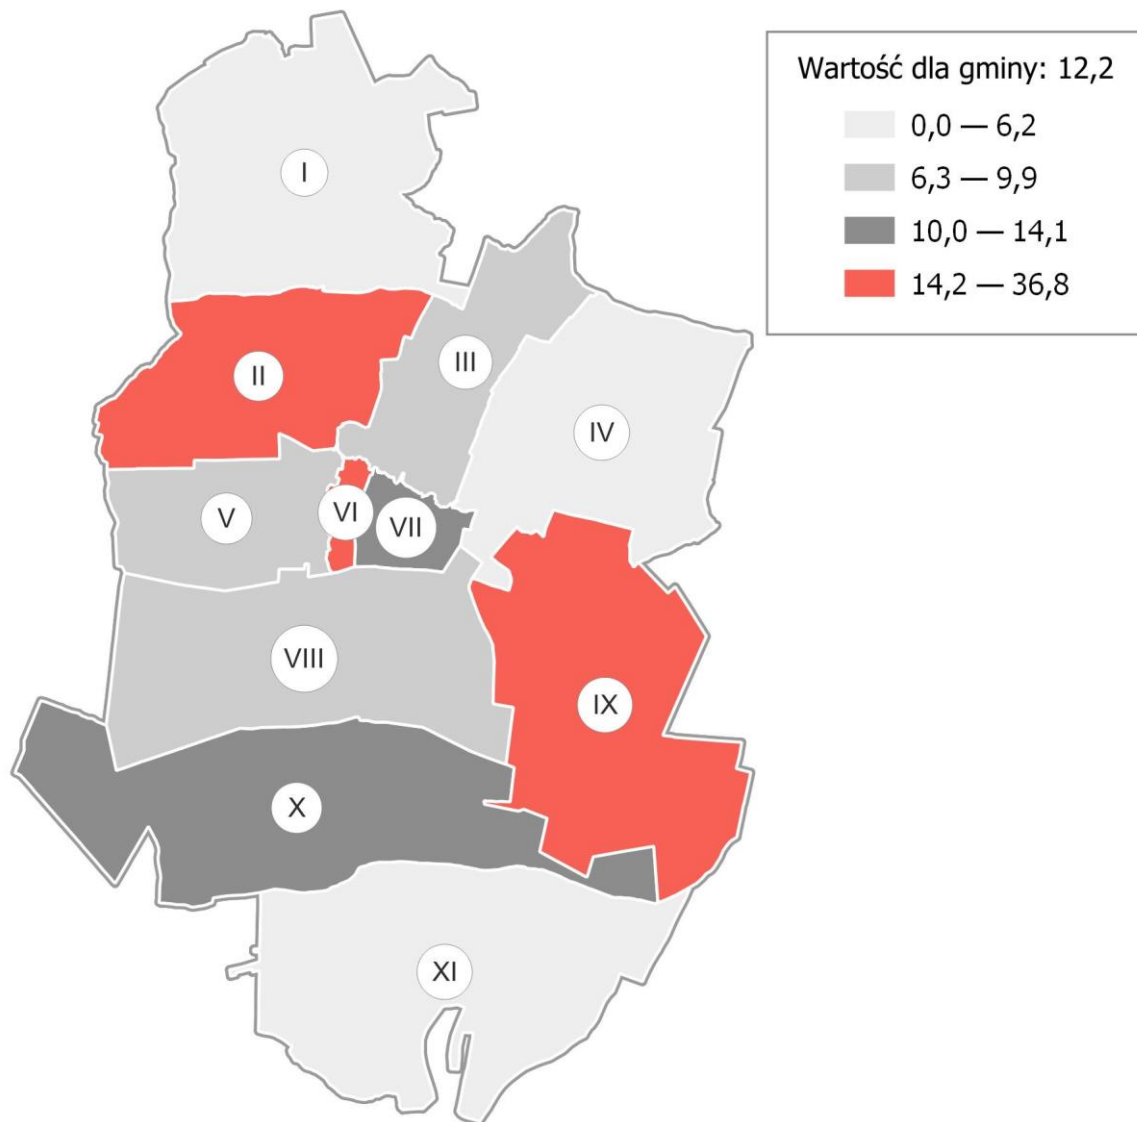 Wartość dla gminy: 12,2
0,0 — 6,2
6,3 — 9,9
10,0 — 14,1
14,2 — 36,8
I
II
III
IV
V
VI
VII
VIII
IX
X
XI